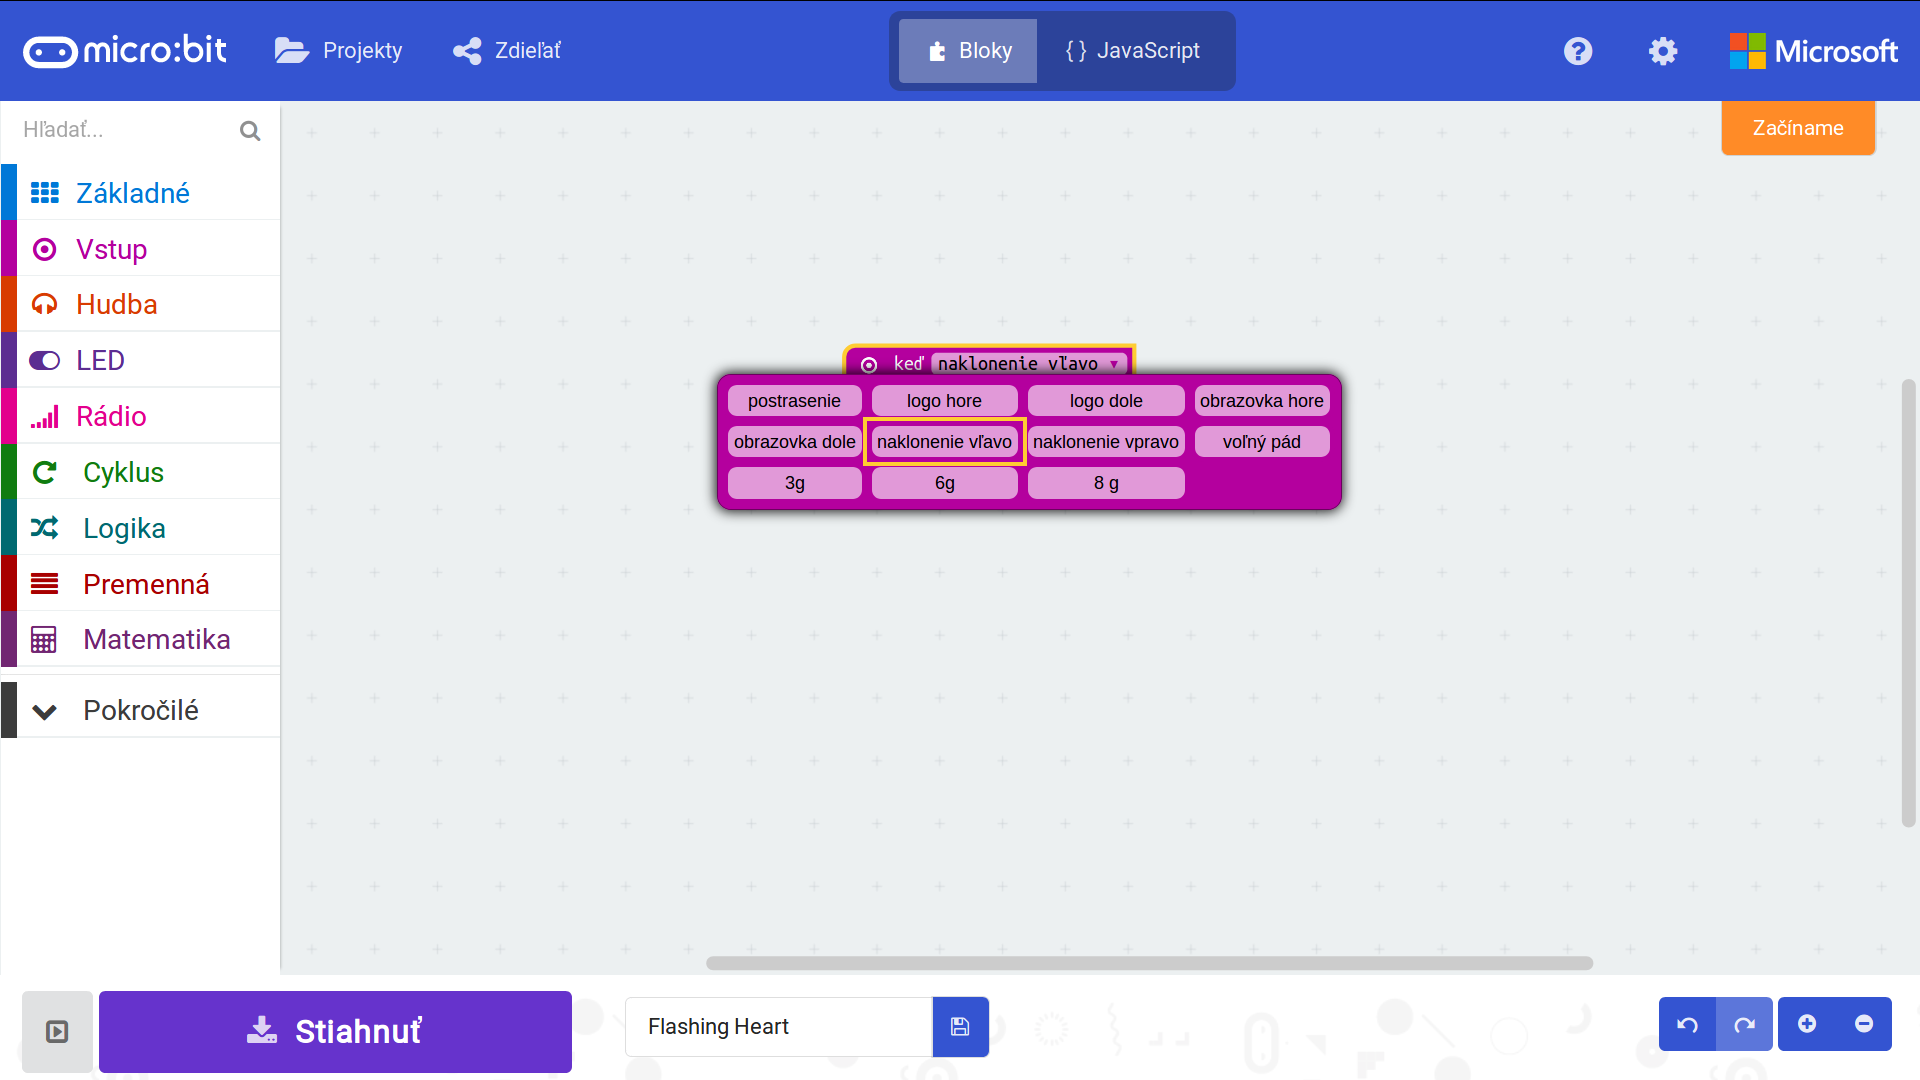 micro:bit Projekty Zdieľať Bloky { } JavaScript Microsoft
Hľadať...
Začíname
Základné
Vstup
Hudba
LED
Rádio
Cyklus
Logika
Premenná
Matematika
Pokročilé
keď naklonenie vľavo
postrasenie logo hore logo dole obrazovka hore
obrazovka dole naklonenie vľavo naklonenie vpravo voľný pád
3g 6g 8 g
Stiahnuť
Flashing Heart